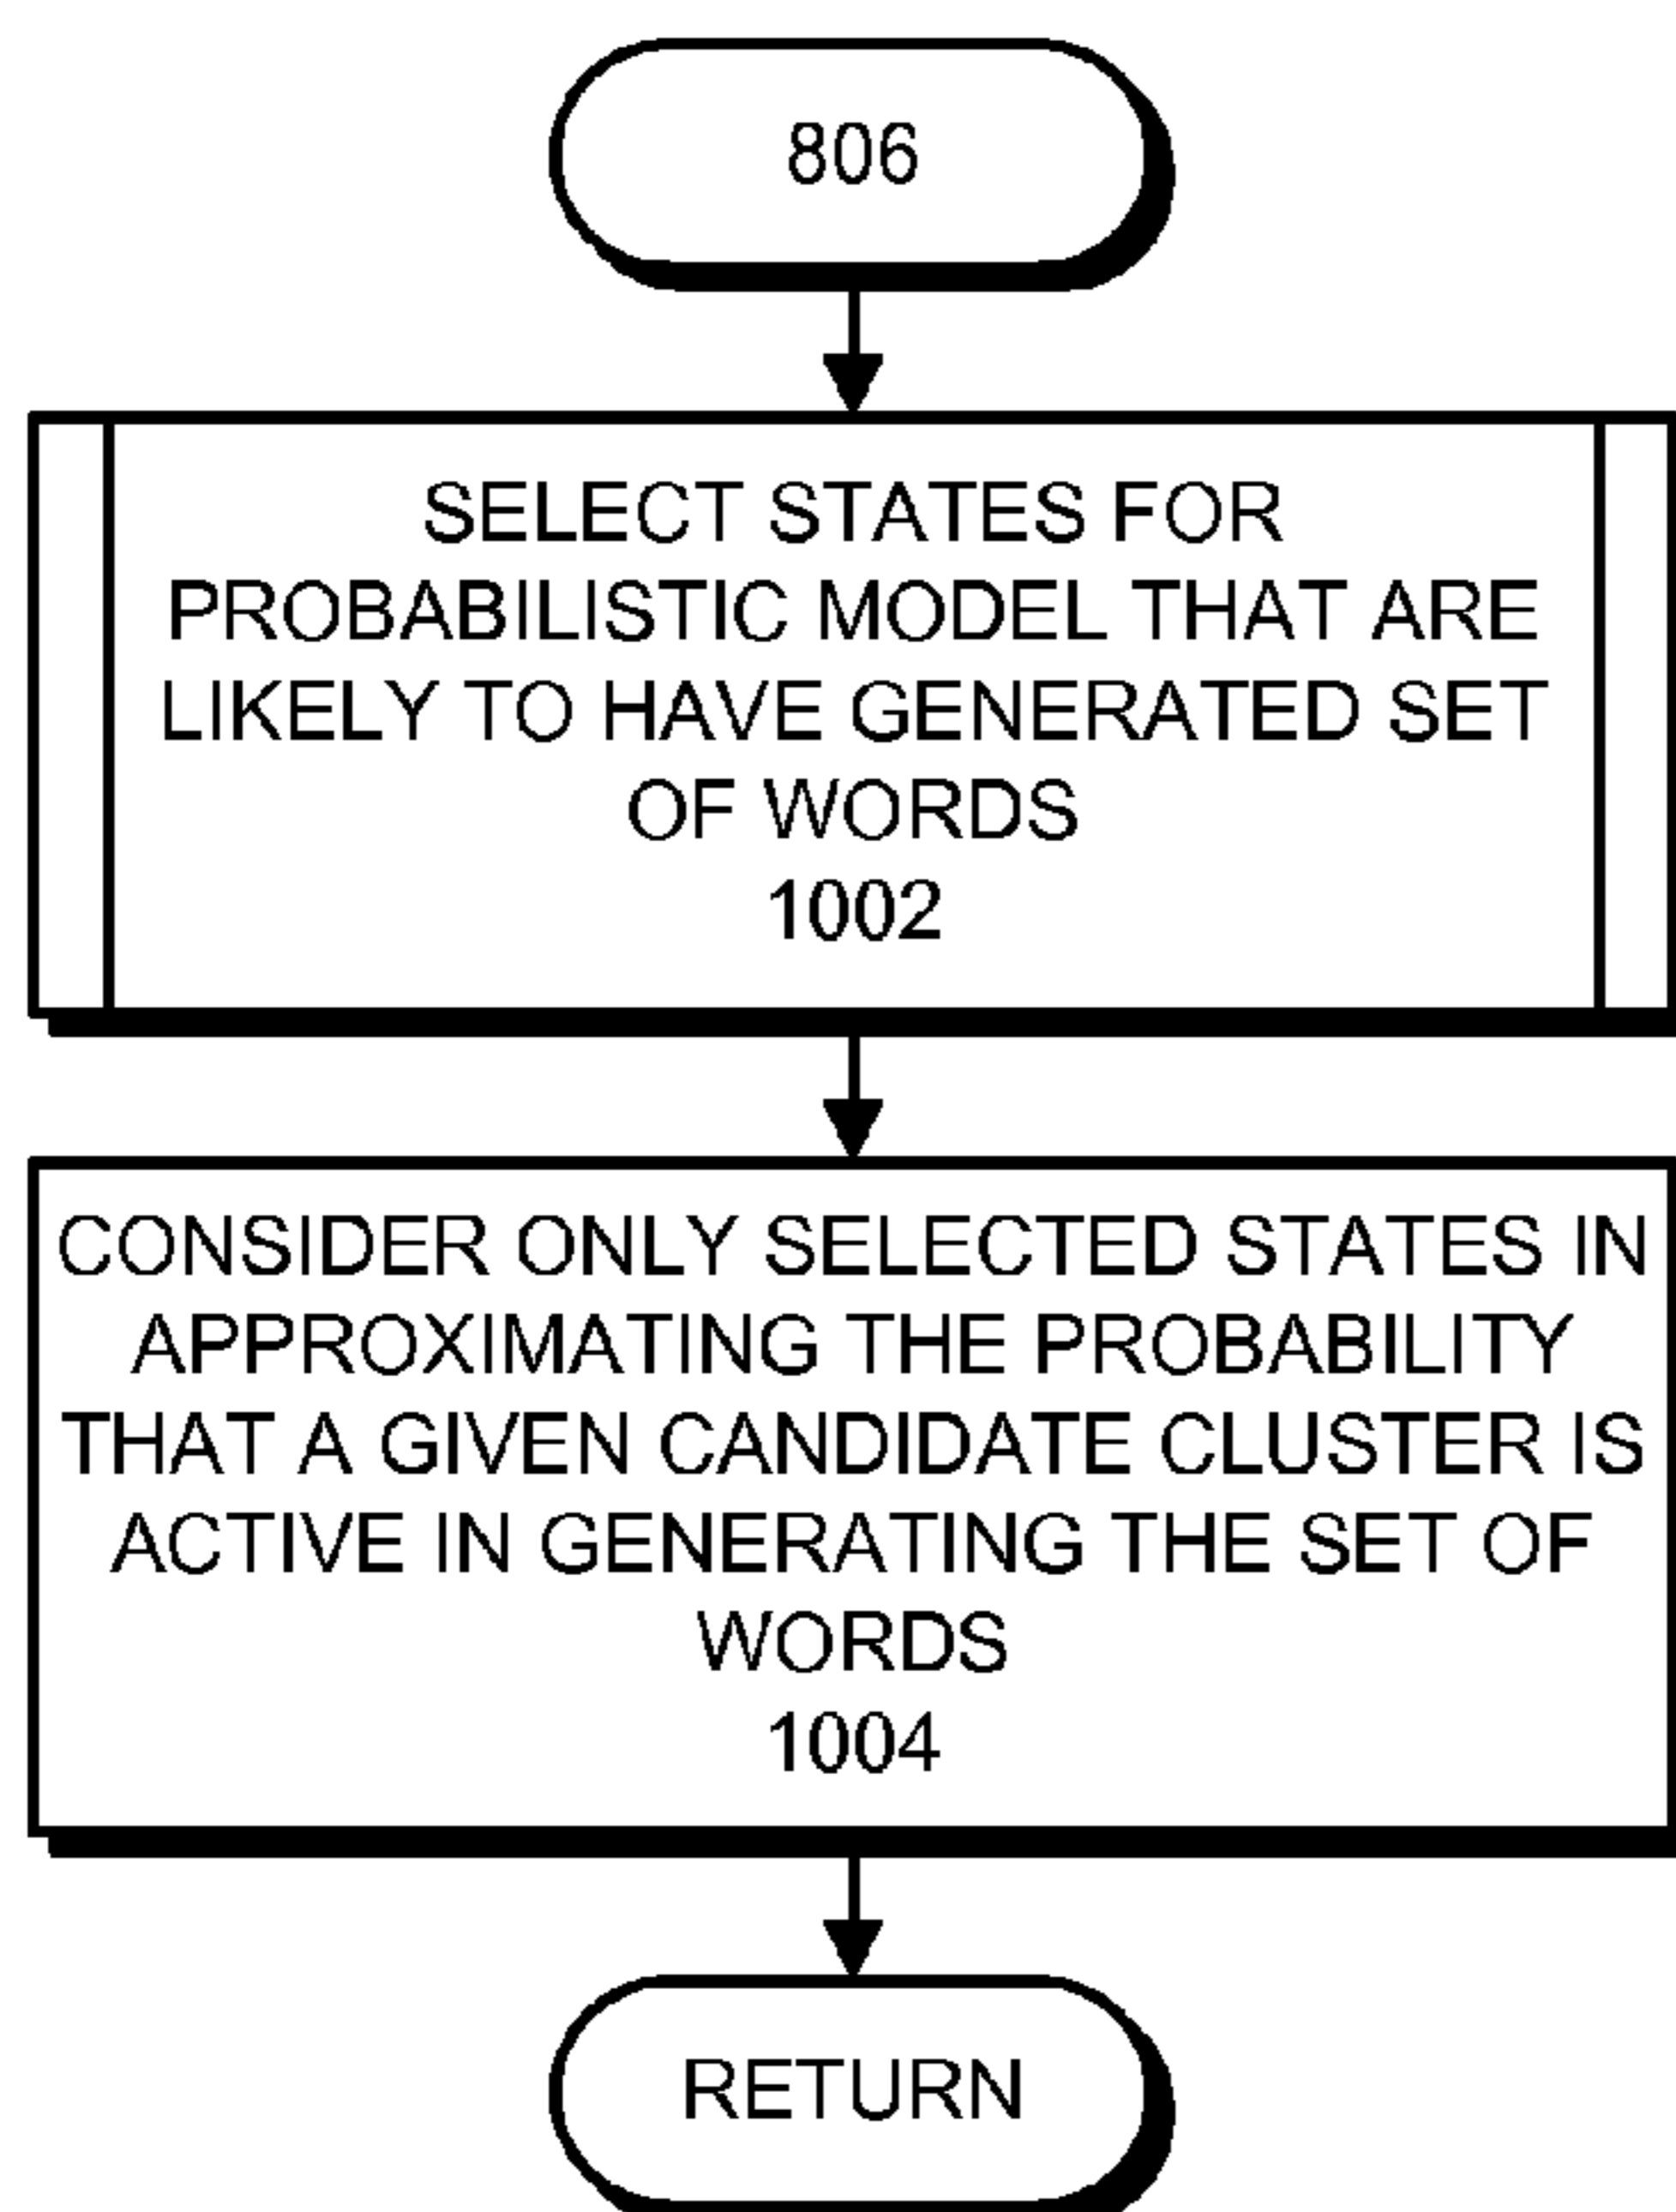 806
SELECT STATES FOR
PROBABILISTIC MODEL THAT ARE
LIKELY TO HAVE GENERATED SET
OF WORDS
1002
CONSIDER ONLY SELECTED STATES IN
APPROXIMATING THE PROBABILITY
THAT A GIVEN CANDIDATE CLUSTER IS
ACTIVE IN GENERATING THE SET OF
WORDS
1004
RETURN